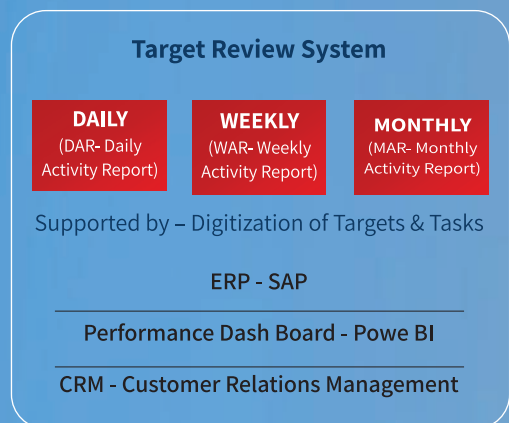 Target Review System
DAILY
(DAR- Daily
Activity Report)
WEEKLY
(WAR- Weekly
Activity Report)
MONTHLY
(MAR- Monthly
Activity Report)
Supported by – Digitization of Targets & Tasks
ERP - SAP
Performance Dash Board - Powe BI
CRM - Customer Relations Management